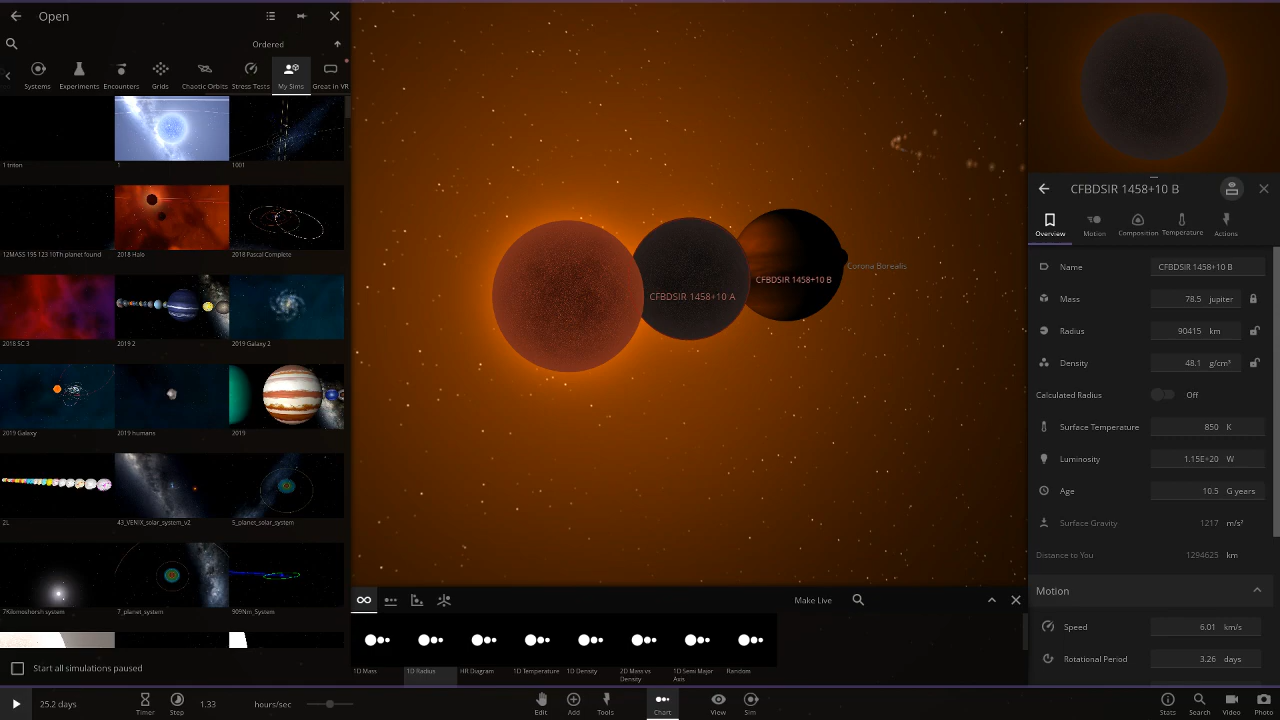 Open
Ordered
Systems
Experiments
Encounters
Grids
Chaotic Orbits
Stress Tests
My Sims
Great in VR
1 triton
1
1001
12MASS 195 123 10Th planet found
2018 Halo
2018 Pascal Complete
2018 SC 3
2019 2
2019 Galaxy 2
2019 Galaxy
2019 humans
2019
2L
43_VENIX_solar_system_v2
5_planet_solar_system
7Kilomoshorsh system
7_planet_system
909Nm_System
Start all simulations paused
CFBDSIR 1458+10 A
CFBDSIR 1458+10 B
Corona Borealis
CFBDSIR 1458+10 B
Overview
Motion
Composition
Temperature
Actions
Name CFBDSIR 1458+10 B
Mass 78.5 jupiter
Radius 90415 km
Density 48.1 g/cm³
Calculated Radius Off
Surface Temperature 850 K
Luminosity 1.15E+20 W
Age 10.5 G years
Surface Gravity 1217 m/s²
Distance to You 1294625 km
Motion
Speed 6.01 km/s
Rotational Period 3.26 days
Make Live
1D Mass
1D Radius
HR Diagram
1D Temperature
1D Density
2D Mass vs
Density
1D Semi Major
Axis
Random
25.2 days
Timer
Step
1.33 hours/sec
Edit
Add
Tools
Chart
View
Sim
Stats
Search
Video
Photo